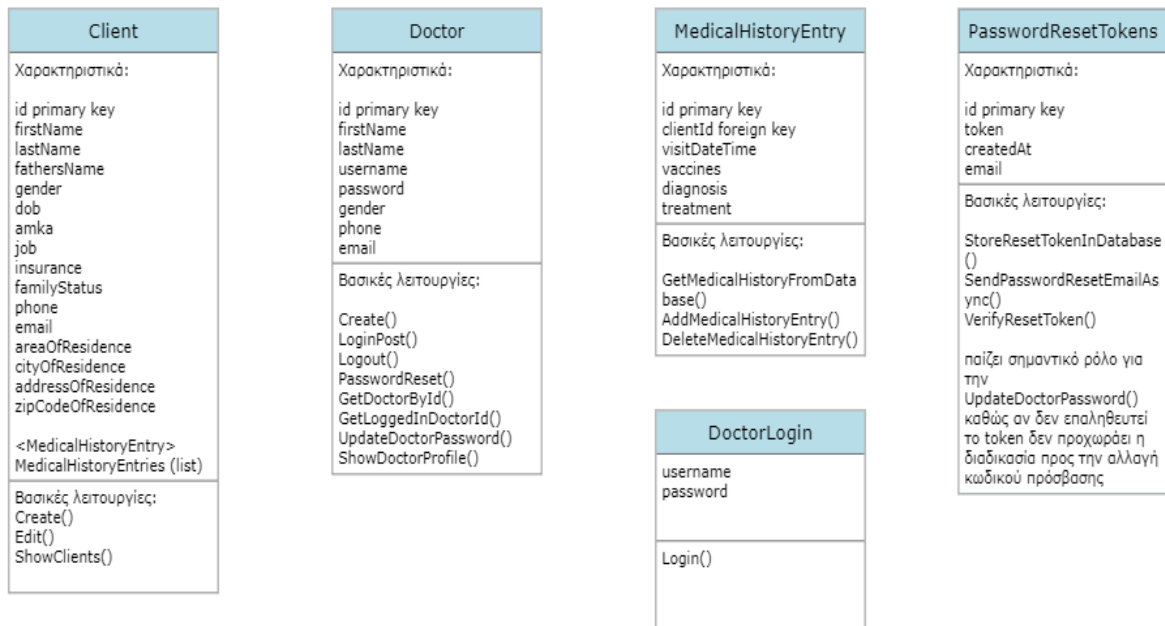 Client
Χαρακτηριστικά:
id primary key
firstName
lastName
fathersName
gender
dob
amka
job
insurance
familyStatus
phone
email
areaOfResidence
cityOfResidence
addressOfResidence
zipCodeOfResidence
<MedicalHistoryEntry>
MedicalHistoryEntries (list)
Βασικές λειτουργίες:
Create()
Edit()
ShowClients()
Doctor
Χαρακτηριστικά:
id primary key
firstName
lastName
username
password
gender
phone
email
Βασικές λειτουργίες:
Create()
LoginPost()
Logout()
PasswordReset()
GetDoctorById()
GetLoggedInDoctorId()
UpdateDoctorPassword()
ShowDoctorProfile()
MedicalHistoryEntry
Χαρακτηριστικά:
id primary key
clientId foreign key
visitDateTime
vaccines
diagnosis
treatment
Βασικές λειτουργίες:
GetMedicalHistoryFromData
base()
AddMedicalHistoryEntry()
DeleteMedicalHistoryEntry()
DoctorLogin
username
password
Login()
PasswordResetTokens
Χαρακτηριστικά:
id primary key
token
createdAt
email
Βασικές λειτουργίες:
StoreResetTokenInDatabase
()
SendPasswordResetEmailAs
ync()
VerifyResetToken()
παίζει σημαντικό ρόλο για
την
UpdateDoctorPassword()
καθώς αν δεν επαληθευτεί
το token δεν προχωράει η
διαδικασία προς την αλλαγή
κωδικού πρόσβασης